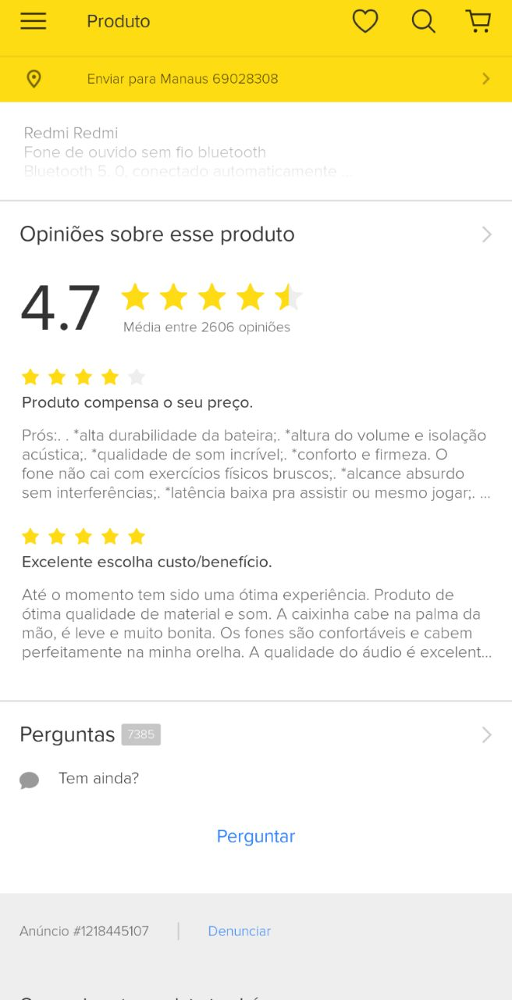 Produto
Enviar para Manaus 69028308
Redmi Redmi
Fone de ouvido sem fio bluetooth
Bluetooth 5. 0. conectado automaticamente ...
Opiniões sobre esse produto
4.7
Média entre 2606 opiniões
Produto compensa o seu preço.
Prós:. . *alta durabilidade da bateira;. *altura do volume e isolação
acústica;. *qualidade de som incrível;. *conforto e firmeza. O
fone não cai com exercícios físicos bruscos;. *alcance absurdo
sem interferências;. *latência baixa pra assistir ou mesmo jogar;. ...
Excelente escolha custo/benefício.
Até o momento tem sido uma ótima experiência. Produto de
ótima qualidade de material e som. A caixinha cabe na palma da
mão, é leve e muito bonita. Os fones são confortáveis e cabem
perfeitamente na minha orelha. A qualidade do áudio é excelent...
Perguntas 7385
Tem ainda?
Perguntar
Anúncio #1218445107 | Denunciar